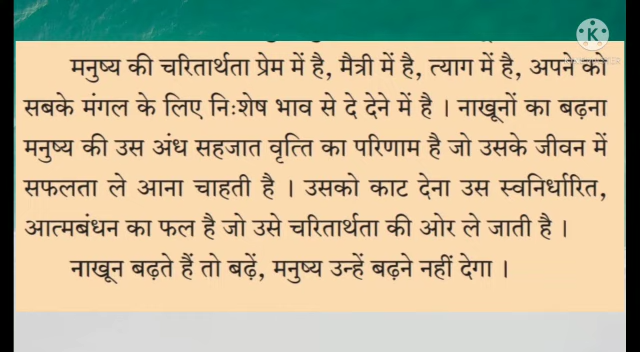 मनुष्य की चरितार्थता प्रेम में है, मैत्री में है, त्याग में है, अपने को
सबके मंगल के लिए निःशेष भाव से दे देने में है । नाखूनों का बढ़ना
मनुष्य की उस अंध सहजात वृत्ति का परिणाम है जो उसके जीवन में
सफलता ले आना चाहती है । उसको काट देना उस स्वनिर्धारित,
आत्मबंधन का फल है जो उसे चरितार्थता की ओर ले जाती है ।
नाखून बढ़ते हैं तो बढ़ें, मनुष्य उन्हें बढ़ने नहीं देगा ।
K